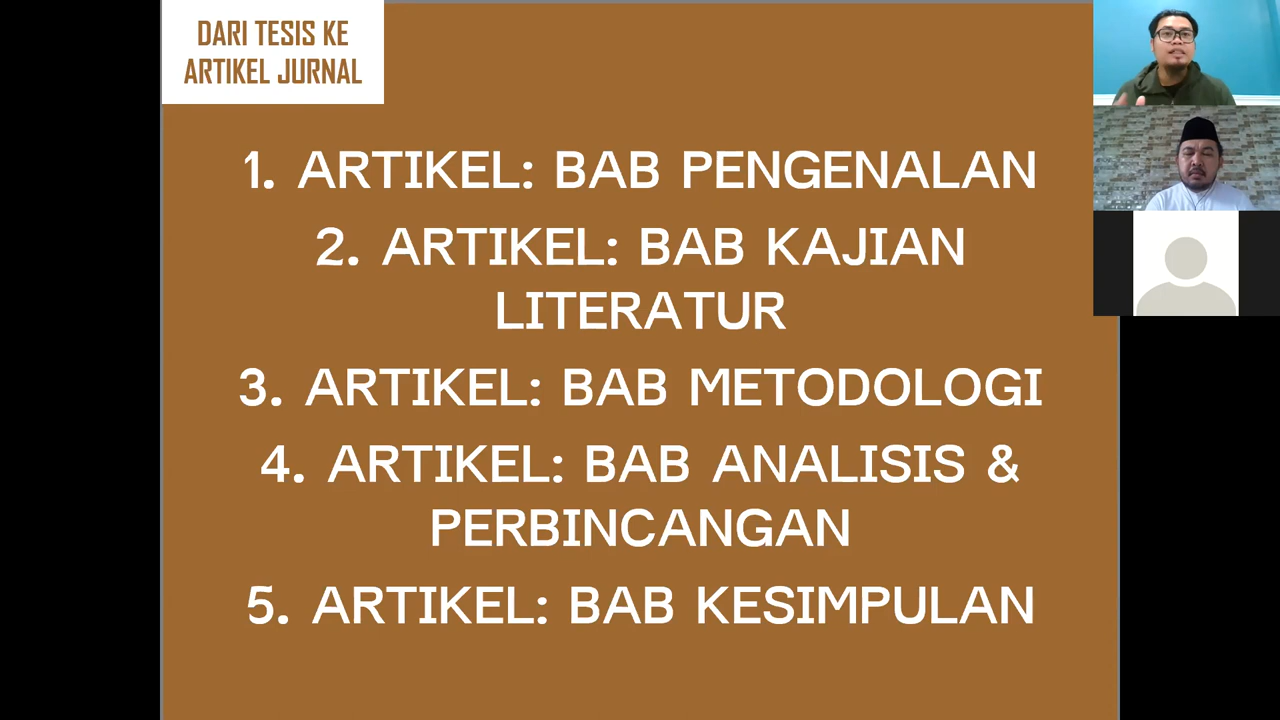 DARI TESIS KE
ARTIKEL JURNAL
1. ARTIKEL: BAB PENGENALAN
2. ARTIKEL: BAB KAJIAN
LITERATUR
3. ARTIKEL: BAB METODOLOGI
4. ARTIKEL: BAB ANALISIS &
PERBINCANGAN
5. ARTIKEL: BAB KESIMPULAN